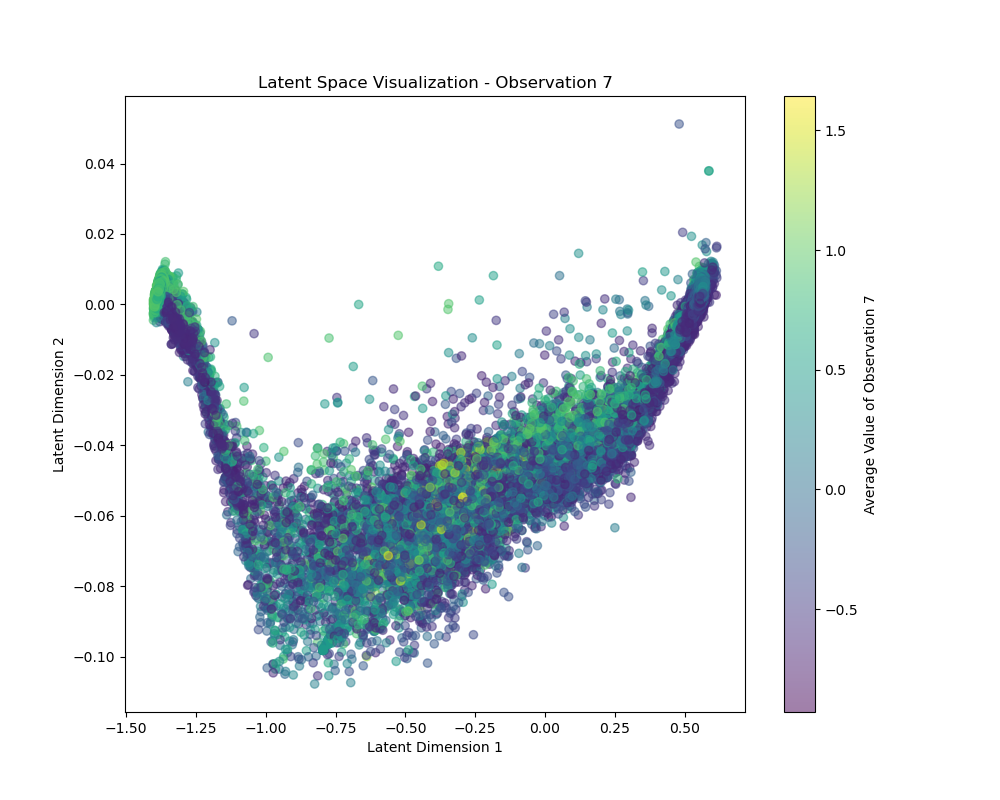 Latent Space Visualization - Observation 7
0.04
0.02
0.00
−0.02
−0.04
−0.06
−0.08
−0.10
Latent Dimension 2
−1.50 −1.25 −1.00 −0.75 −0.50 −0.25 0.00 0.25 0.50
Latent Dimension 1
1.5
1.0
0.5
0.0
−0.5
Average Value of Observation 7